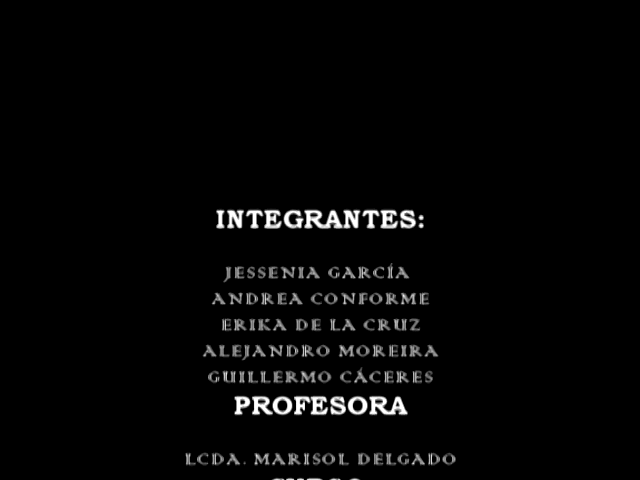 INTEGRANTES:
JESSENIA GARCÍA
ANDREA CONFORME
ERIKA DE LA CRUZ
ALEJANDRO MOREIRA
GUILLERMO CÁCERES
PROFESORA
LCDA. MARISOL DELGADO